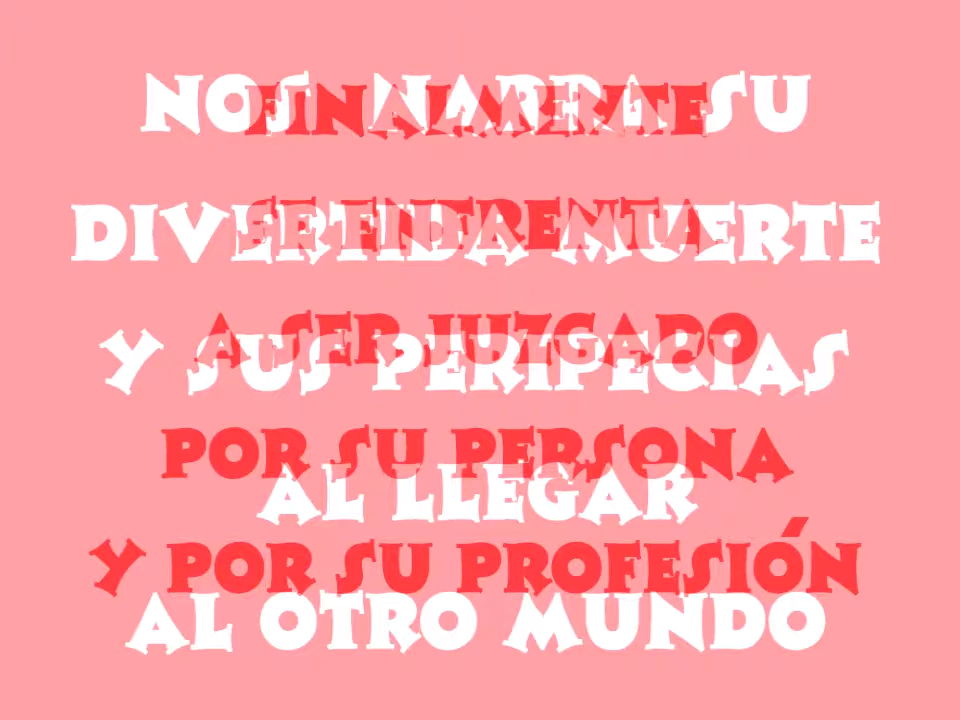 NOS NARRA SU
FINALMENTE
DIVERTIDA MUERTE
SE ENFRENTA
A SER JUZGADO
Y SUS PERIPECIAS
POR SU PERSONA
AL LLEGAR
Y POR SU PROFESIÓN
AL OTRO MUNDO